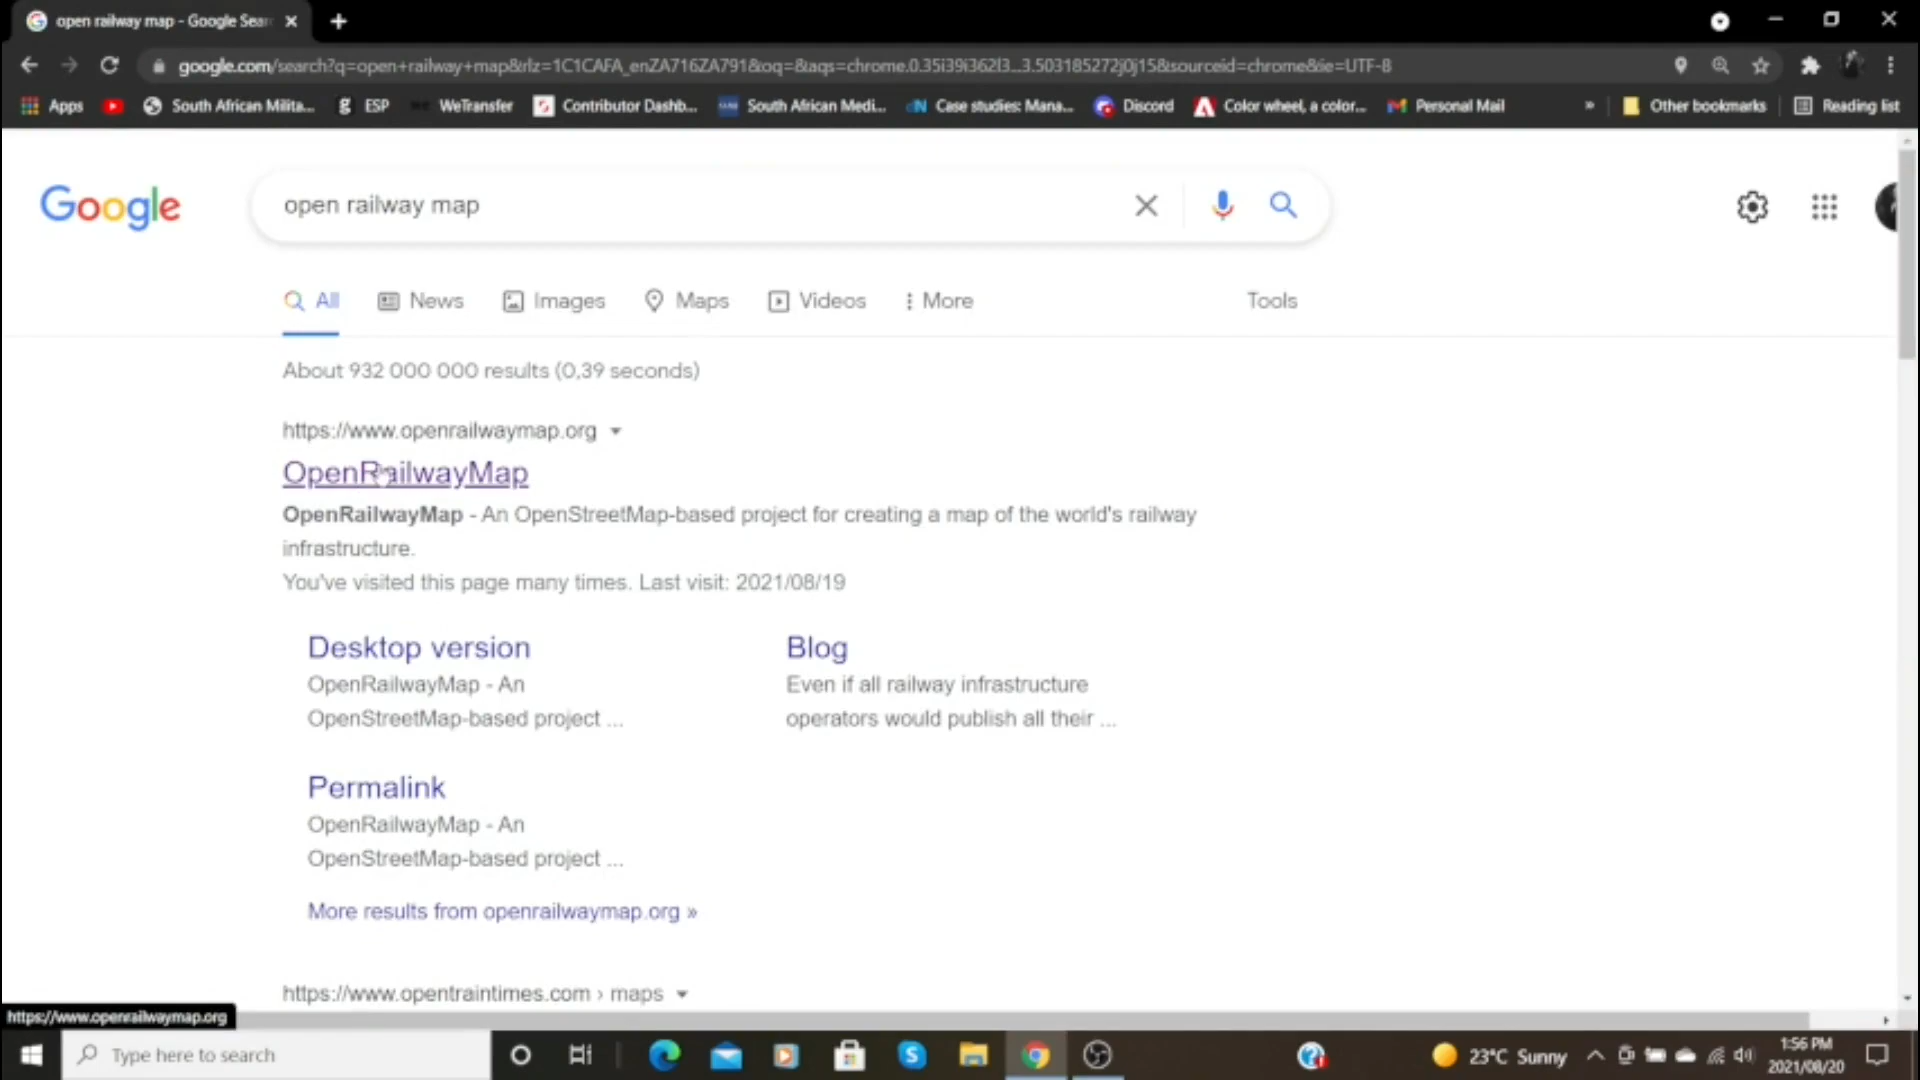 open railway map - Google Sear
google.com/search?q=open+railway+map&rlz=1C1CAFA_enZA716ZA791&oq=&aqs=chrome.0.35i39i362l3...3.503185272j0j15&sourceid=chrome&ie=UTF-8
Apps South African Milita... ESP WeTransfer Contributor Dashb... South African Medi... Case studies: Mana... Discord Color wheel, a color... Personal Mail » Other bookmarks Reading list
Google open railway map
All News Images Maps Videos More Tools
About 932 000 000 results (0,39 seconds)
https://www.openrailwaymap.org
OpenRailwayMap
OpenRailwayMap - An OpenStreetMap-based project for creating a map of the world's railway
infrastructure.
You've visited this page many times. Last visit: 2021/08/19
Desktop version
OpenRailwayMap - An
OpenStreetMap-based project ...
Blog
Even if all railway infrastructure
operators would publish all their ...
Permalink
OpenRailwayMap - An
OpenStreetMap-based project ...
More results from openrailwaymap.org »
https://www.opentraintimes.com › maps
https://www.openrailwaymap.org
Type here to search
23°C Sunny
1:56 PM
2021/08/20